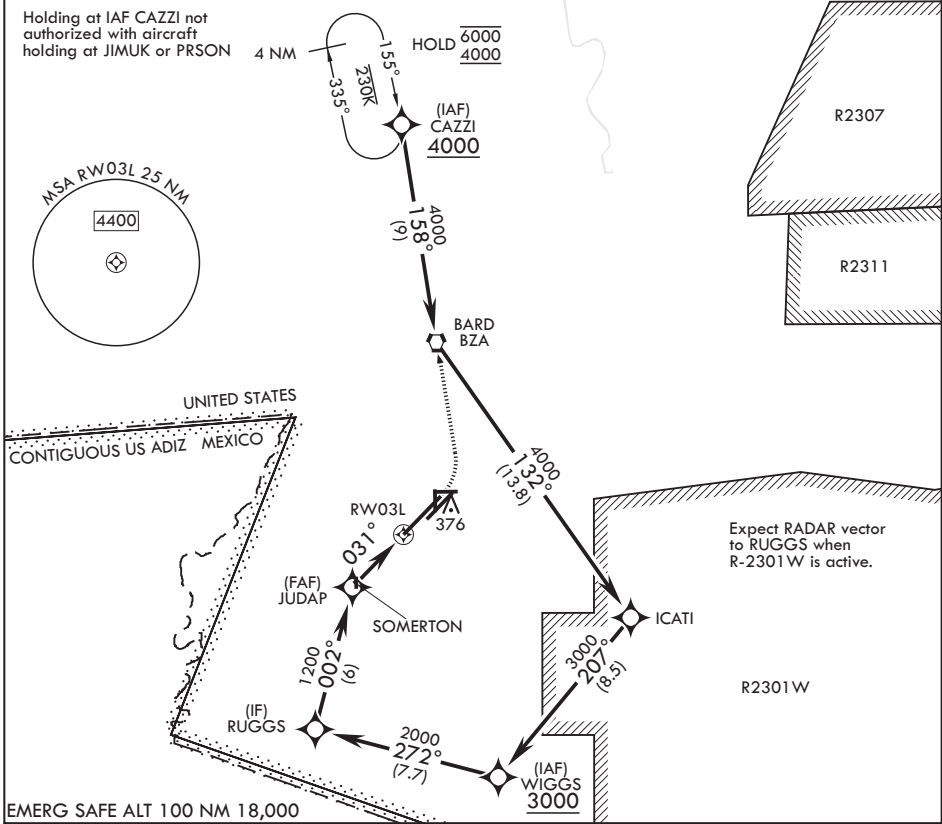 Holding at IAF CAZZI not
authorized with aircraft
holding at JIMUK or PRSON
4 NM
155°
230K
335°
HOLD 6000
4000
(IAF)
CAZZI
4000
R2307
MSA RW03L 25 NM
4400
4000
158°
(9)
R2311
BARD
BZA
UNITED STATES
CONTIGUOUS US ADIZ MEXICO
4000
132°
(13.8)
RW03L
376
031°
Expect RADAR vector
to RUGGS when
R-2301W is active.
(FAF)
JUDAP
SOMERTON
ICATI
1200
002°
(6)
3000
207°
(8.5)
R2301W
(IF)
RUGGS
2000
272°
(7.7)
(IAF)
WIGGS
3000
EMERG SAFE ALT 100 NM 18,000